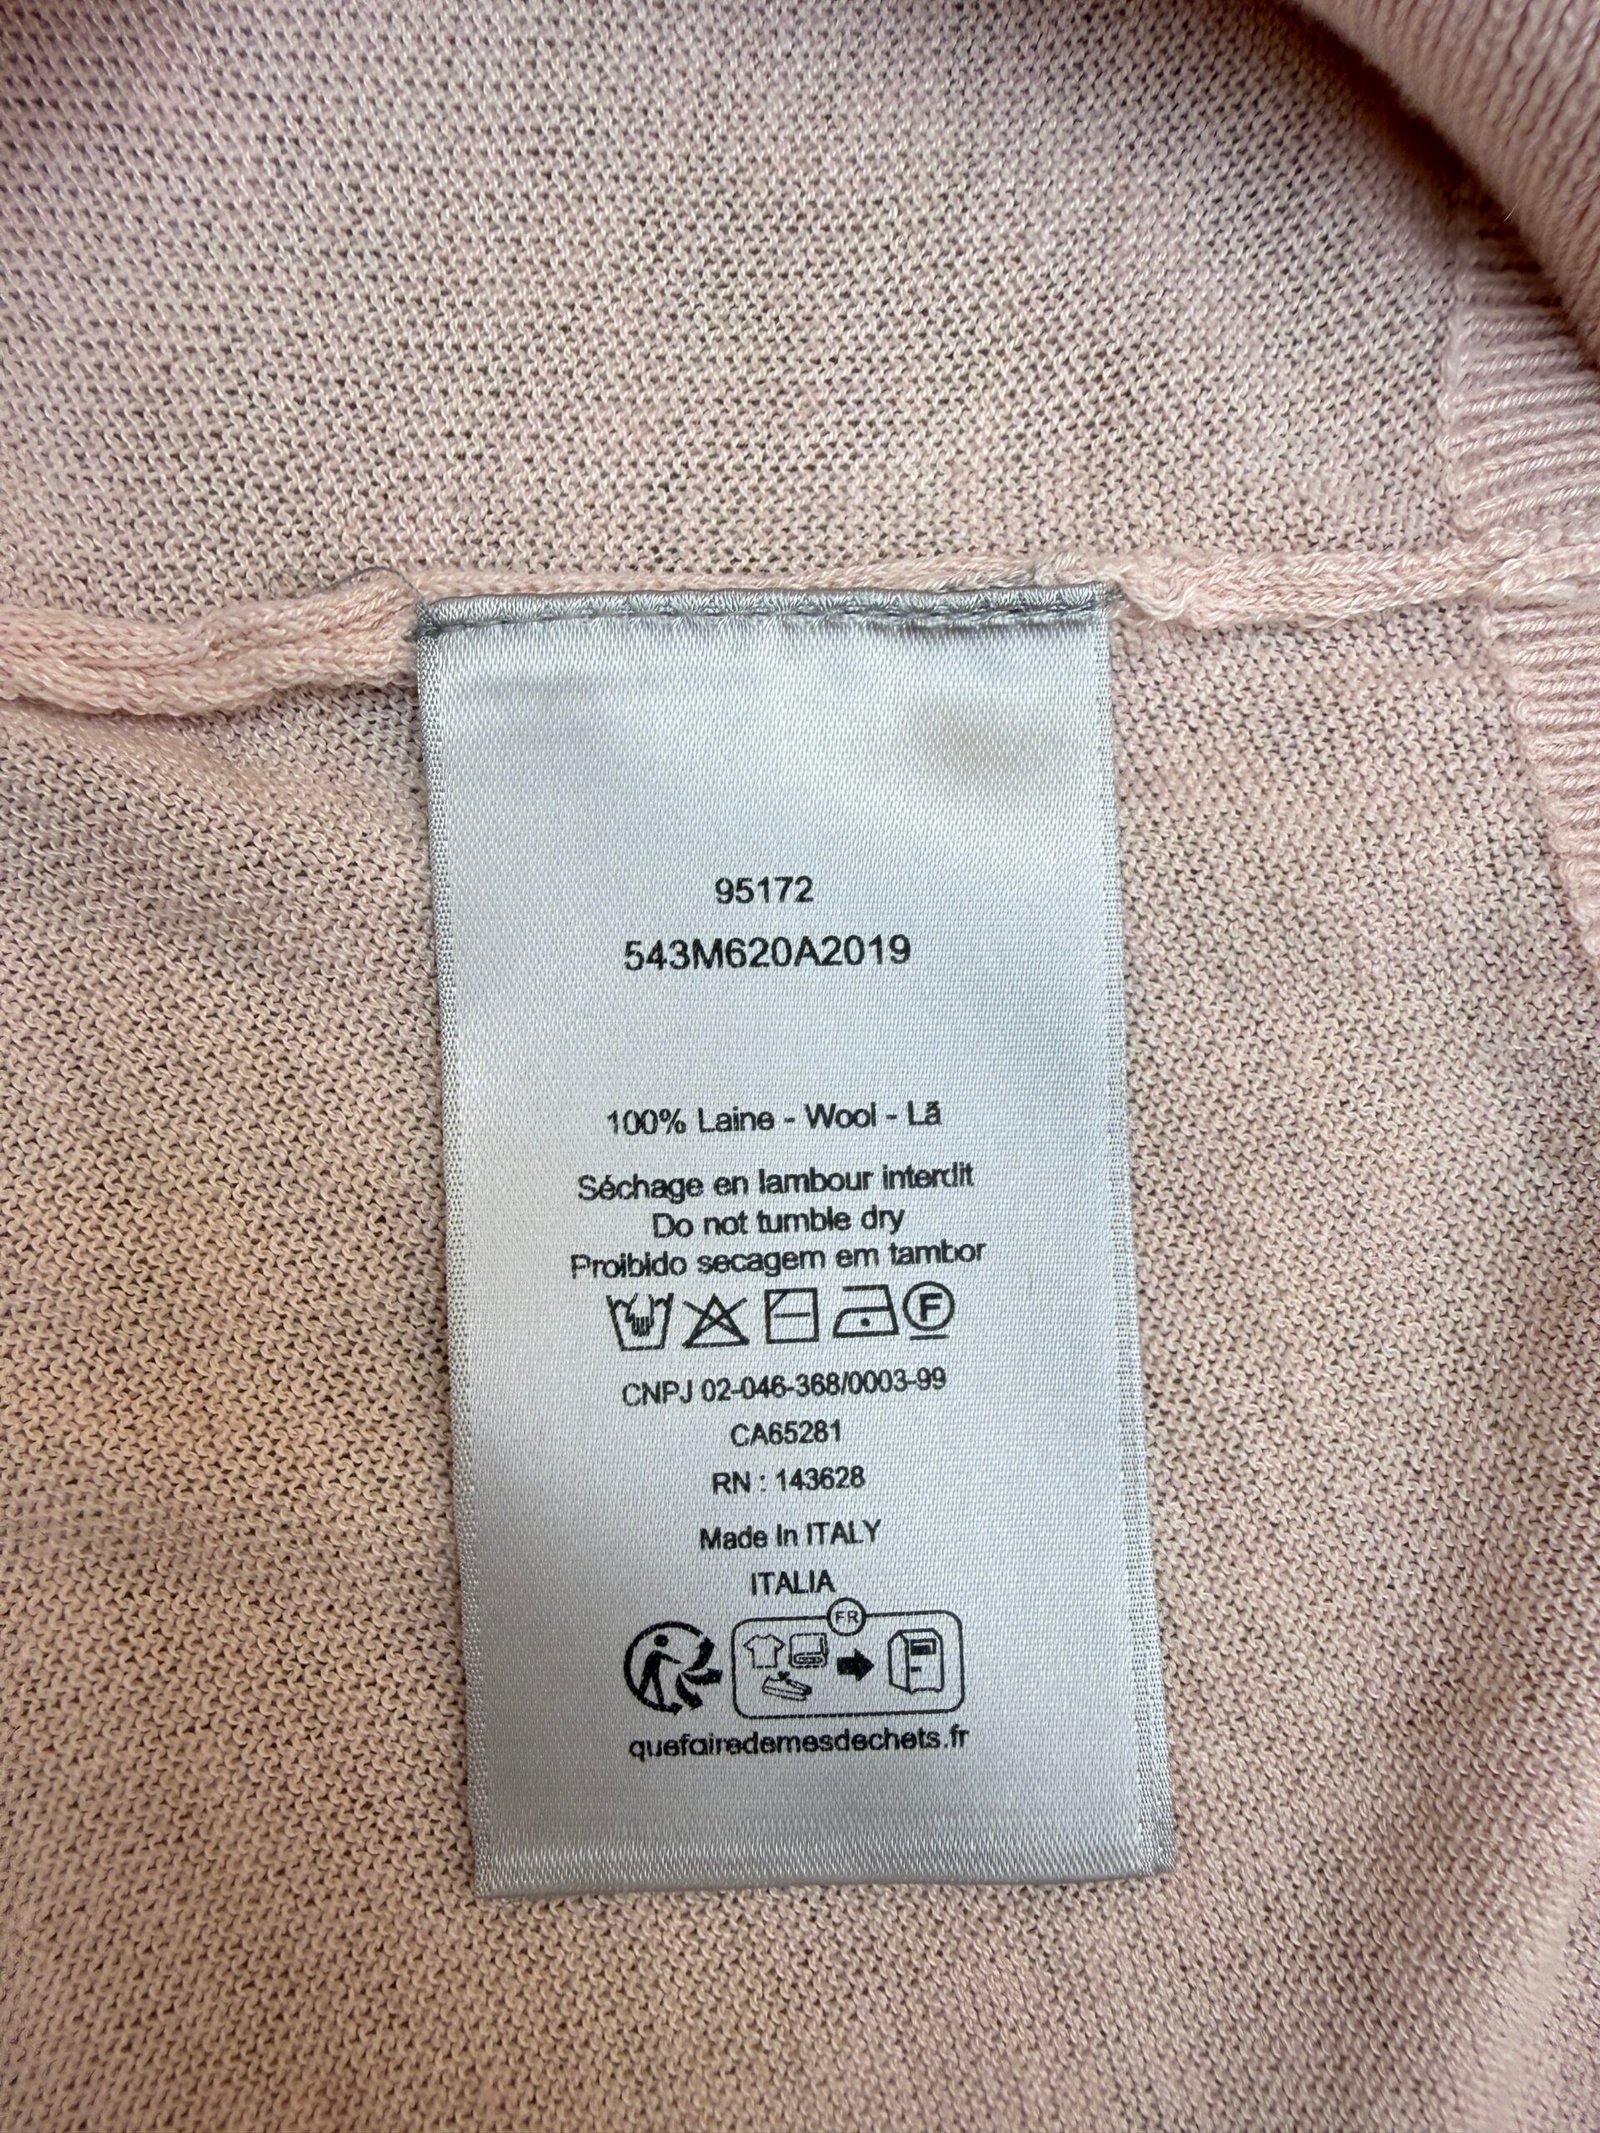 95172
543M620A2019
100% Laine - Wool - Lã
Séchage en lambour interdit
Do not tumble dry
Proibido secagem em tambor
F
CNPJ 02-046-368/0003-99
CA65281
RN : 143628
Made In ITALY
ITALIA
FR
quefairedemesdechets.fr